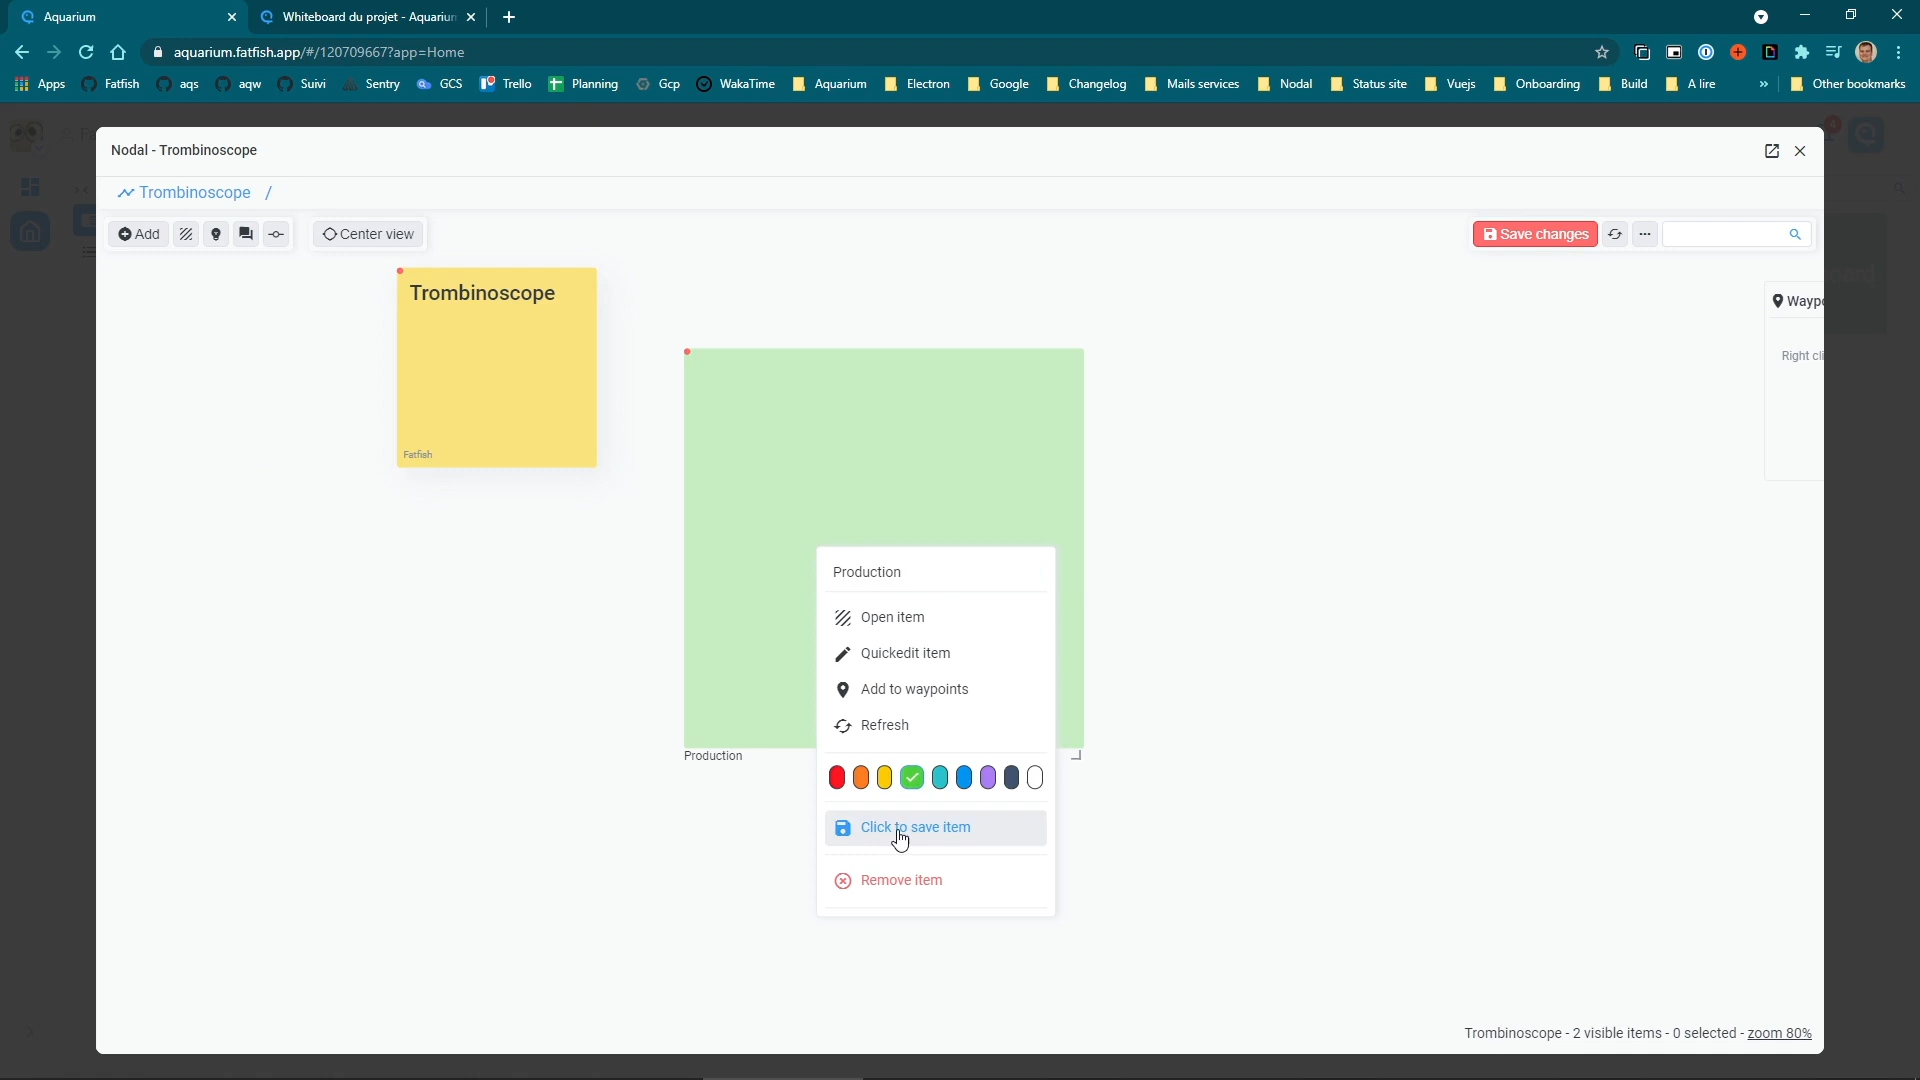 Aquarium
Whiteboard du projet - Aquarium
aquarium.fatfish.app/#/120709667?app=Home
Apps Fatfish aqs aqw Suivi Sentry GCS Trello Planning Gcp WakaTime Aquarium Electron Google Changelog Mails services Nodal Status site Vuejs Onboarding Build A lire » Other bookmarks
Nodal - Trombinoscope
Trombinoscope /
Add
Center view
Save changes
Trombinoscope
Fatfish
Right cli
Production
Production
Open item
Quickedit item
Add to waypoints
Refresh
Click to save item
Remove item
Trombinoscope - 2 visible items - 0 selected - zoom 80%